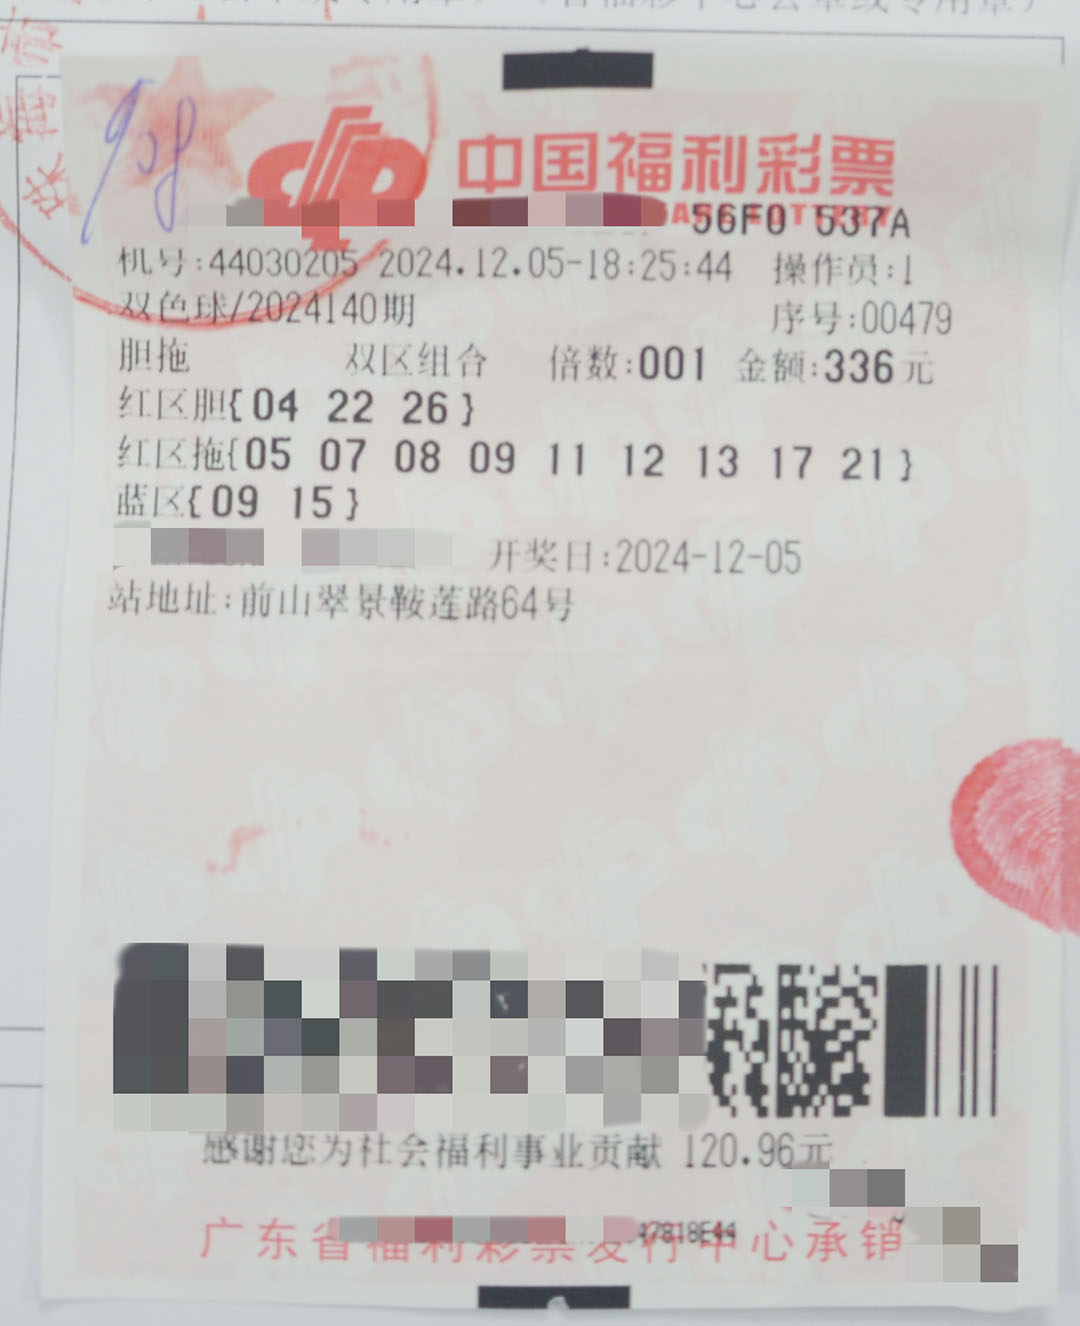 908
中国福利彩票
56F0 537A
机号:44030205 2024.12.05-18:25:44 操作员:1
双色球/2024140期 序号:00479
胆拖 双区组合 倍数:001 金额:336元
红区胆{04 22 26}
红区拖{05 07 08 09 11 12 13 17 21}
蓝区{09 15}
开奖日:2024-12-05
站地址:前山翠景鞍莲路64号
感谢您为社会福利事业贡献 120.96元
47818E44
广东省福利彩票发行中心承销